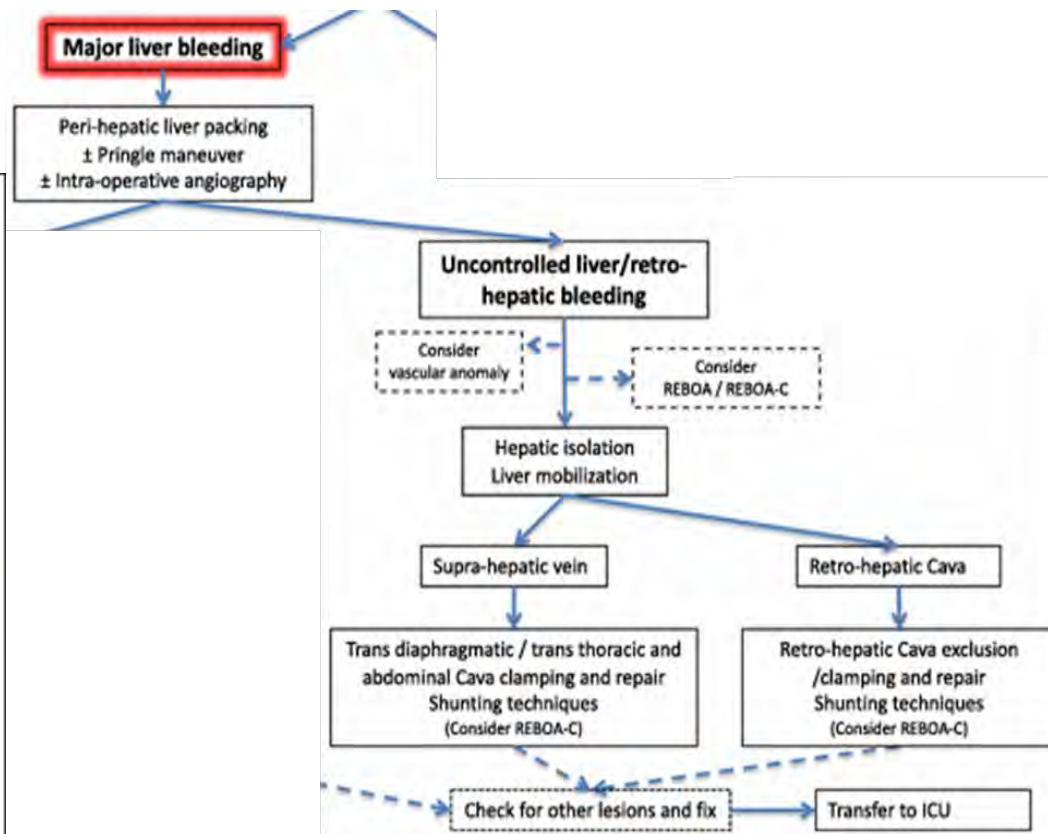 Major liver bleeding
Peri-hepatic liver packing
± Pringle maneuver
± Intra-operative angiography
Uncontrolled liver/retro-
hepatic bleeding
Consider
vascular anomaly
Consider
REBOA / REBOA-C
Hepatic isolation
Liver mobilization
Supra-hepatic vein
Retro-hepatic Cava
Trans diaphragmatic / trans thoracic and
abdominal Cava clamping and repair
Shunting techniques
(Consider REBOA-C)
Retro-hepatic Cava exclusion
/clamping and repair
Shunting techniques
(Consider REBOA-C)
Check for other lesions and fix
Transfer to ICU